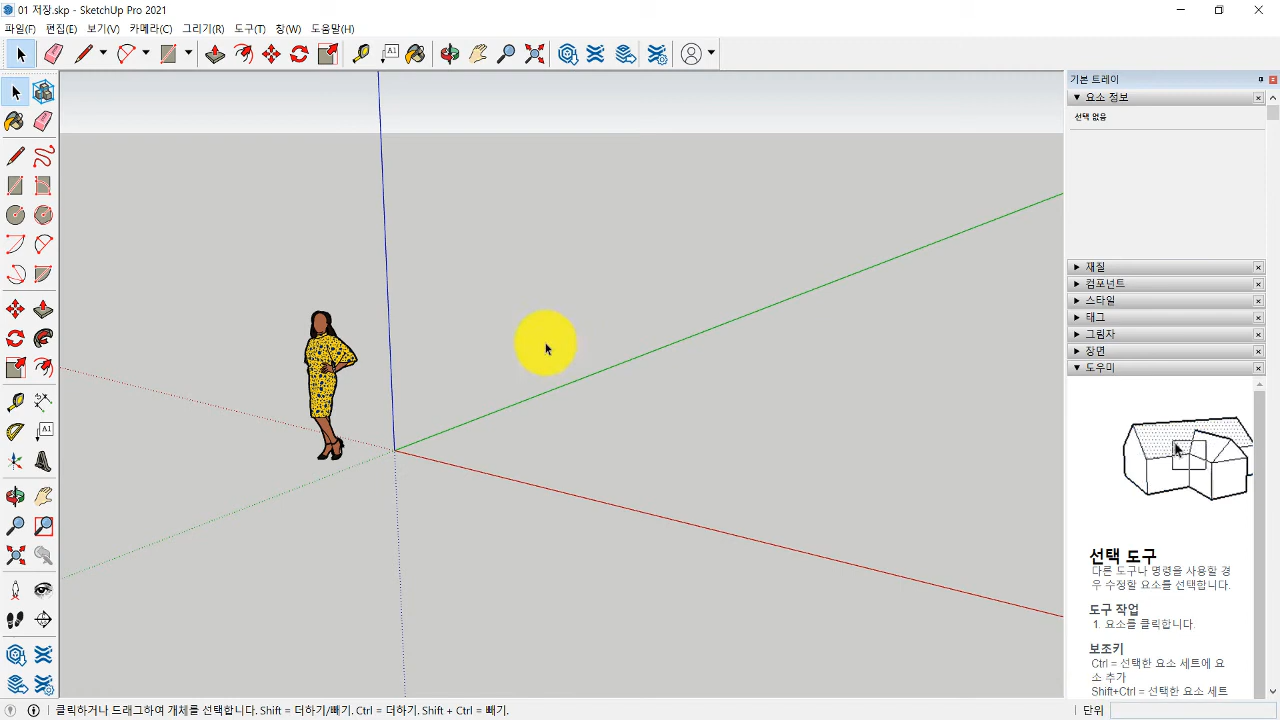 01 저장.skp - SketchUp Pro 2021
파일(F) 편집(E) 보기(V) 카메라(C) 그리기(R) 도구(T) 창(W) 도움말(H)
A1
기본 트레이
요소 정보
선택 없음
A1
재질
컴포넌트
스타일
태그
그림자
장면
도우미
선택 도구
다른 도구나 명령을 사용할 경
우 수정할 요소를 선택합니다.
도구 작업
1. 요소를 클릭합니다.
보조키
Ctrl = 선택한 요소 세트에 요
소 추가
Shift+Ctrl = 선택한 요소 세트
클릭하거나 드래그하여 개체를 선택합니다. Shift = 더하기/빼기. Ctrl = 더하기. Shift + Ctrl = 빼기.
단위